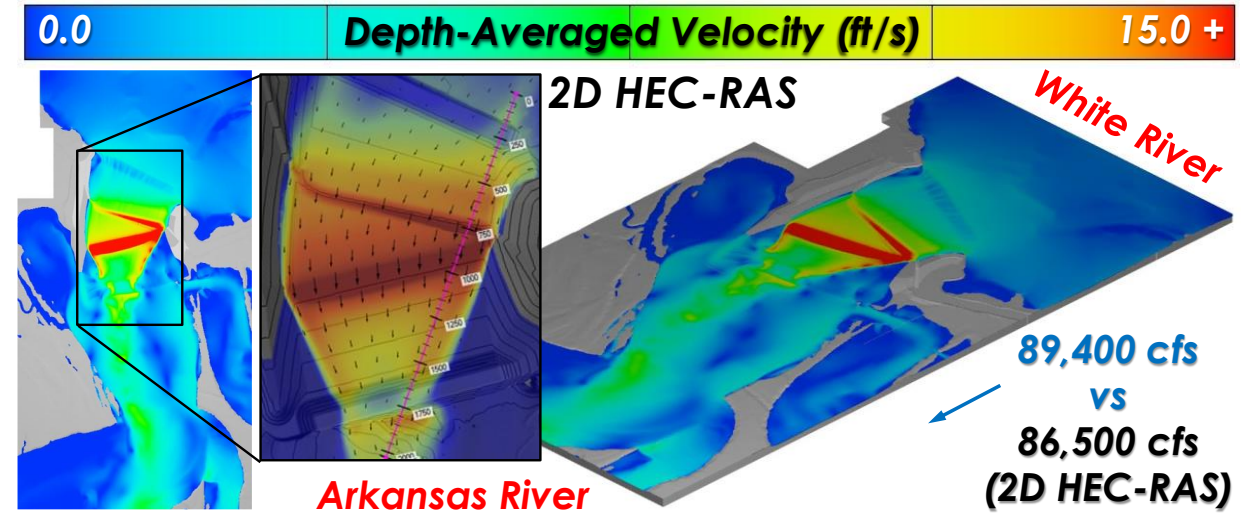 0.0 Depth-Averaged Velocity (ft/s) 15.0 +
2D HEC-RAS
White River
0
250
500
750
1000
1250
1500
1750
89,400 cfs
vs
86,500 cfs
(2D HEC-RAS)
Arkansas River